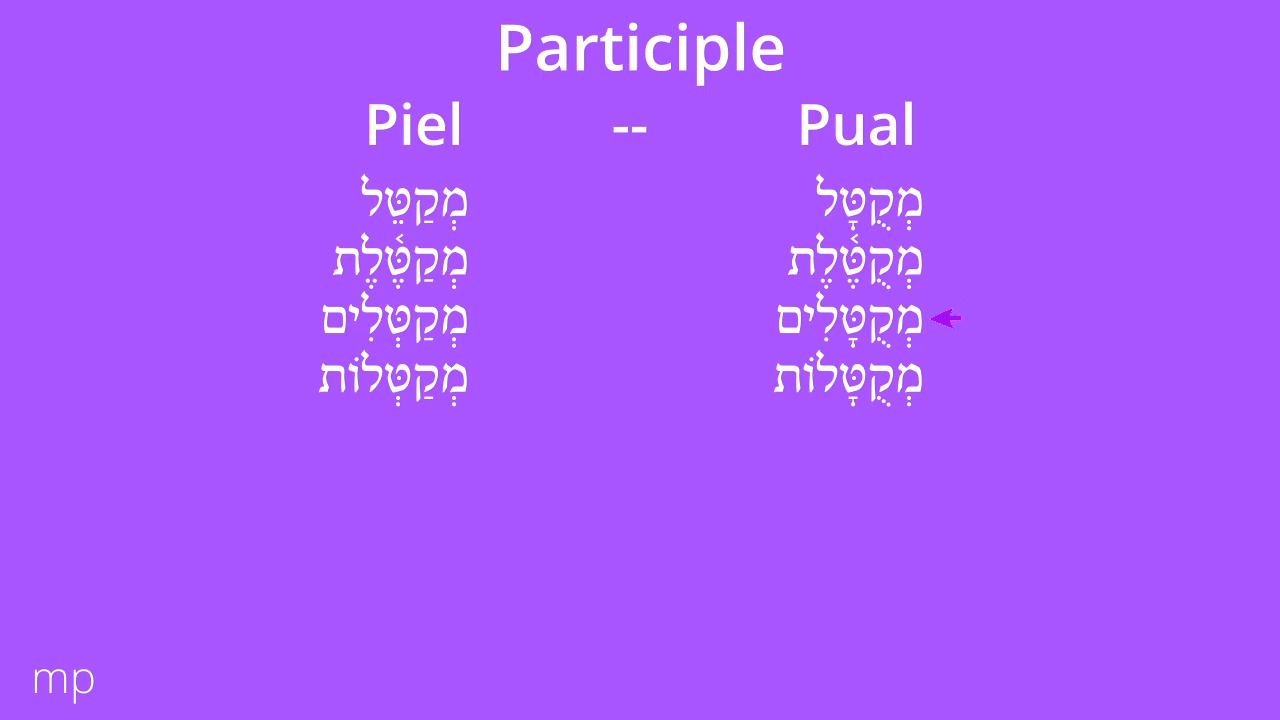 Participle
Piel -- Pual
מְקַטֵּל מְקֻטָּל
מְקַטֶּ֫לֶת מְקֻטֶּ֫לֶת
מְקַטְּלִים מְקֻטָּלִים
מְקַטְּלוֹת מְקֻטָּלוֹת
mp